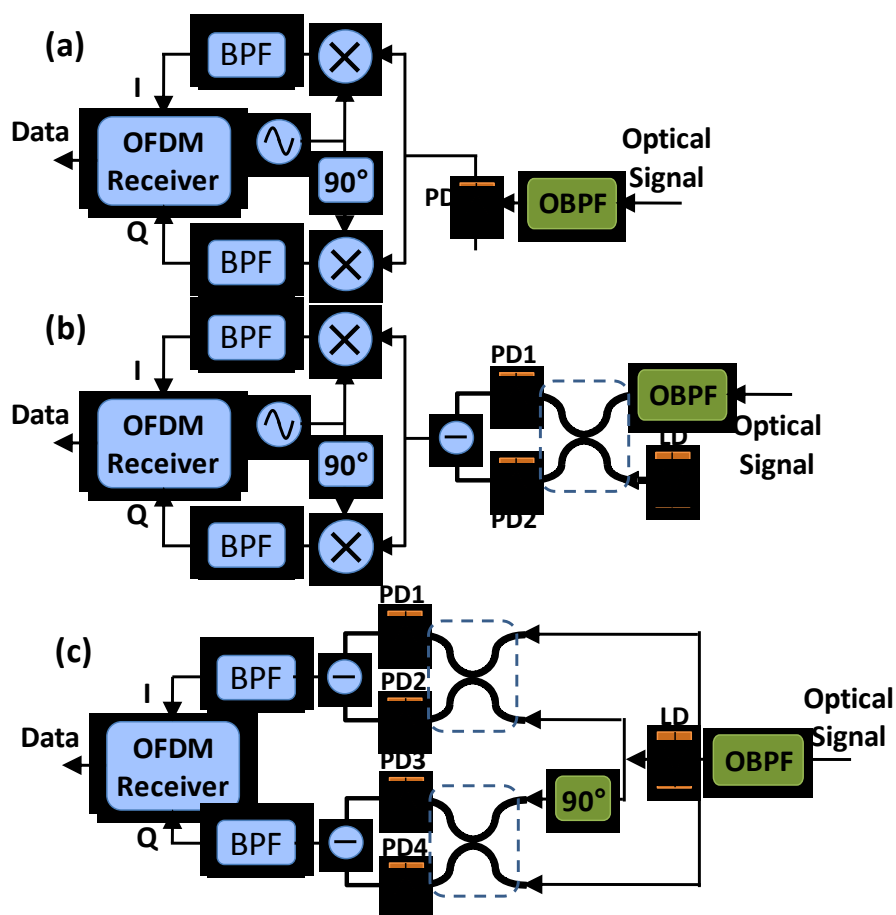 (a)
BPF
I
Data
OFDM
Receiver
90°
Q
BPF
PD
OBPF
Optical
Signal
(b)
BPF
I
Data
OFDM
Receiver
90°
Q
BPF
PD1
PD2
OBPF
LD
Optical
Signal
(c)
PD1
BPF
I
PD2
Data
OFDM
Receiver
LD
OBPF
Optical
Signal
PD3
90°
Q
BPF
PD4